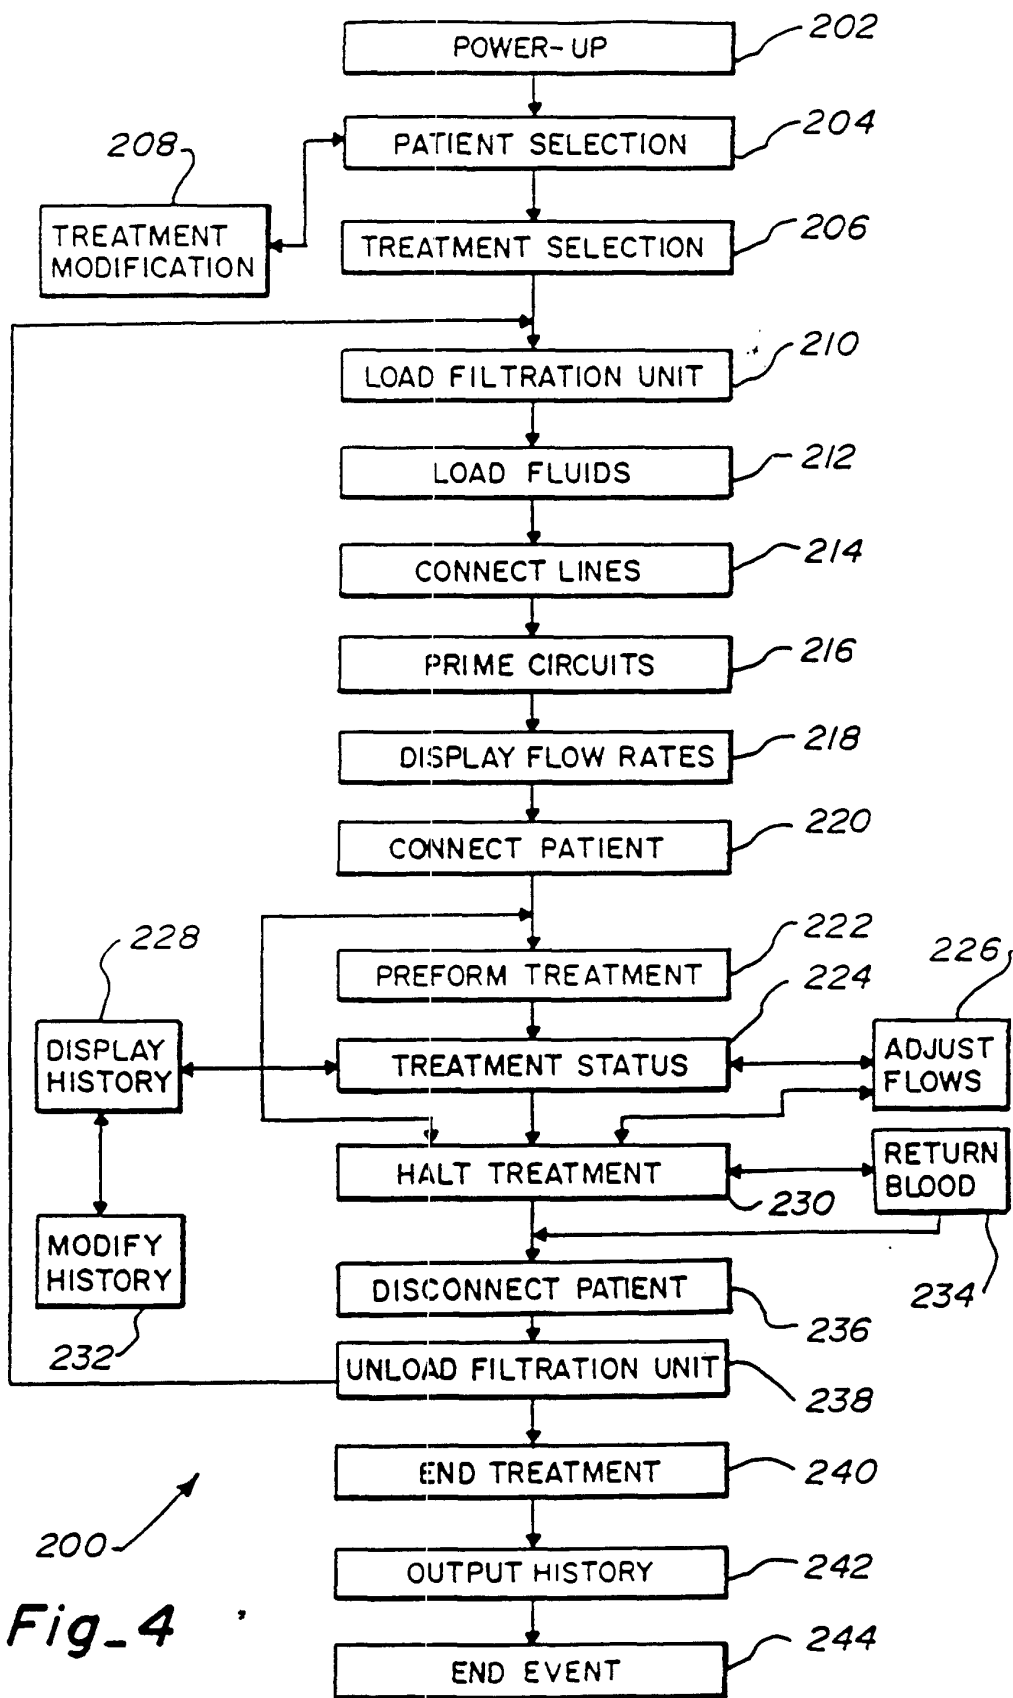 POWER-UP
202
PATIENT SELECTION
204
208
TREATMENT
MODIFICATION
TREATMENT SELECTION
206
LOAD FILTRATION UNIT
210
LOAD FLUIDS
212
CONNECT LINES
214
PRIME CIRCUITS
216
DISPLAY FLOW RATES
218
CONNECT PATIENT
220
PREFORM TREATMENT
222
228
DISPLAY
HISTORY
TREATMENT STATUS
224
226
ADJUST
FLOWS
HALT TREATMENT
230
RETURN
BLOOD
234
MODIFY
HISTORY
232
DISCONNECT PATIENT
236
UNLOAD FILTRATION UNIT
238
END TREATMENT
240
200
OUTPUT HISTORY
242
END EVENT
244
Fig_4